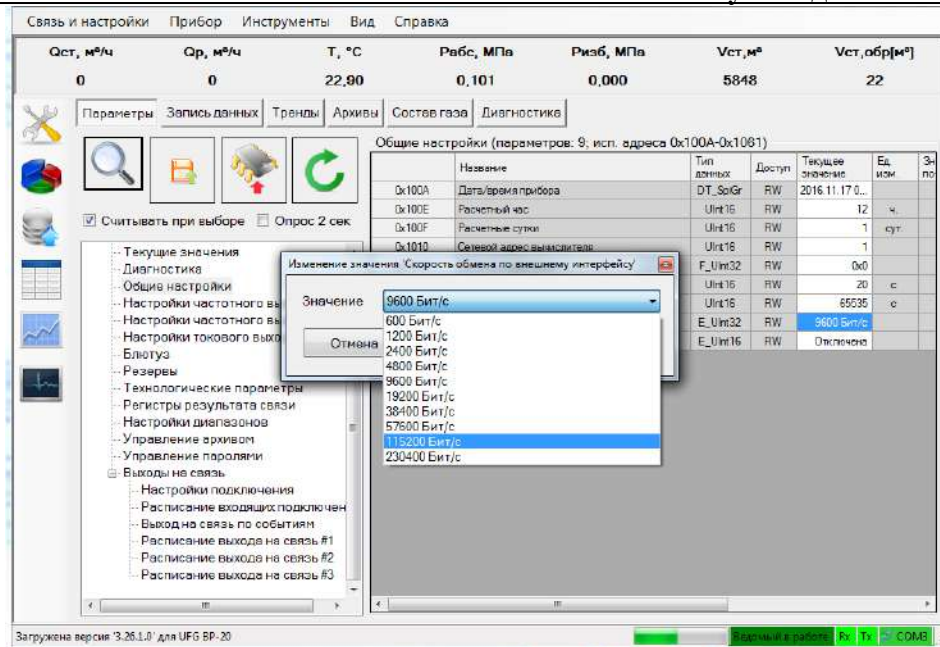 Связь и настройки Прибор Инструменты Вид Справка
Qст, м³/ч Qр, м³/ч T, °C Рабс, МПа Ризб, МПа Vст,м³ Vст,обр[м³]
0 0 22,90 0,101 0,000 5848 22
Параметры Запись данных Тренды Архивы Состав газа Диагностика
Общие настройки (параметров: 9; исп. адреса 0x100A-0x1061)
Название Тип данных Доступ Текущее значение Ед. изм.
0x100A Дата/время прибора DT_SpGr RW 2016.11.17 0...
0x100E Расчетный час UInt16 RW 12 ч.
0x100F Расчетные сутки UInt16 RW 1 сут.
0x1010 Сетевой адрес вычислителя UInt16 RW 1
F_UInt32 RW 0x0
UInt16 RW 20 с
UInt16 RW 65535 с
E_UInt32 RW 9600 Бит/с
E_UInt16 RW Отключена
Считывать при выборе Опрос 2 сек
Текущие значения
Диагностика
Общие настройки
Настройки частотного вы
Настройки частотного вы
Настройки токового выхо
Блютуз
Резервы
Технологические параметры
Регистры результата связи
Настройки диапазонов
Управление архивом
Управление паролями
Выходы на связь
Настройки подключения
Расписание входящих подключен
Выход на связь по событиям
Расписание выхода на связь #1
Расписание выхода на связь #2
Расписание выхода на связь #3
Изменение значения 'Скорость обмена по внешнему интерфейсу'
Значение 9600 Бит/с
Отмена
600 Бит/с
1200 Бит/с
2400 Бит/с
4800 Бит/с
9600 Бит/с
19200 Бит/с
38400 Бит/с
57600 Бит/с
115200 Бит/с
230400 Бит/с
Загружена версия '3.26.1.0' для UFG ВР-20
Ведомый в работе Rx Tx COM3